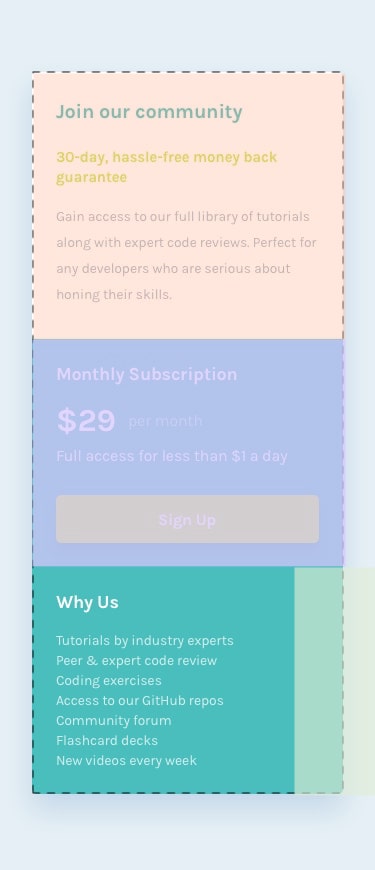 Join our community
30-day, hassle-free money back
guarantee
Gain access to our full library of tutorials
along with expert code reviews. Perfect for
any developers who are serious about
honing their skills.
Monthly Subscription
$29 per month
Full access for less than $1 a day
Sign Up
Why Us
Tutorials by industry experts
Peer & expert code review
Coding exercises
Access to our GitHub repos
Community forum
Flashcard decks
New videos every week